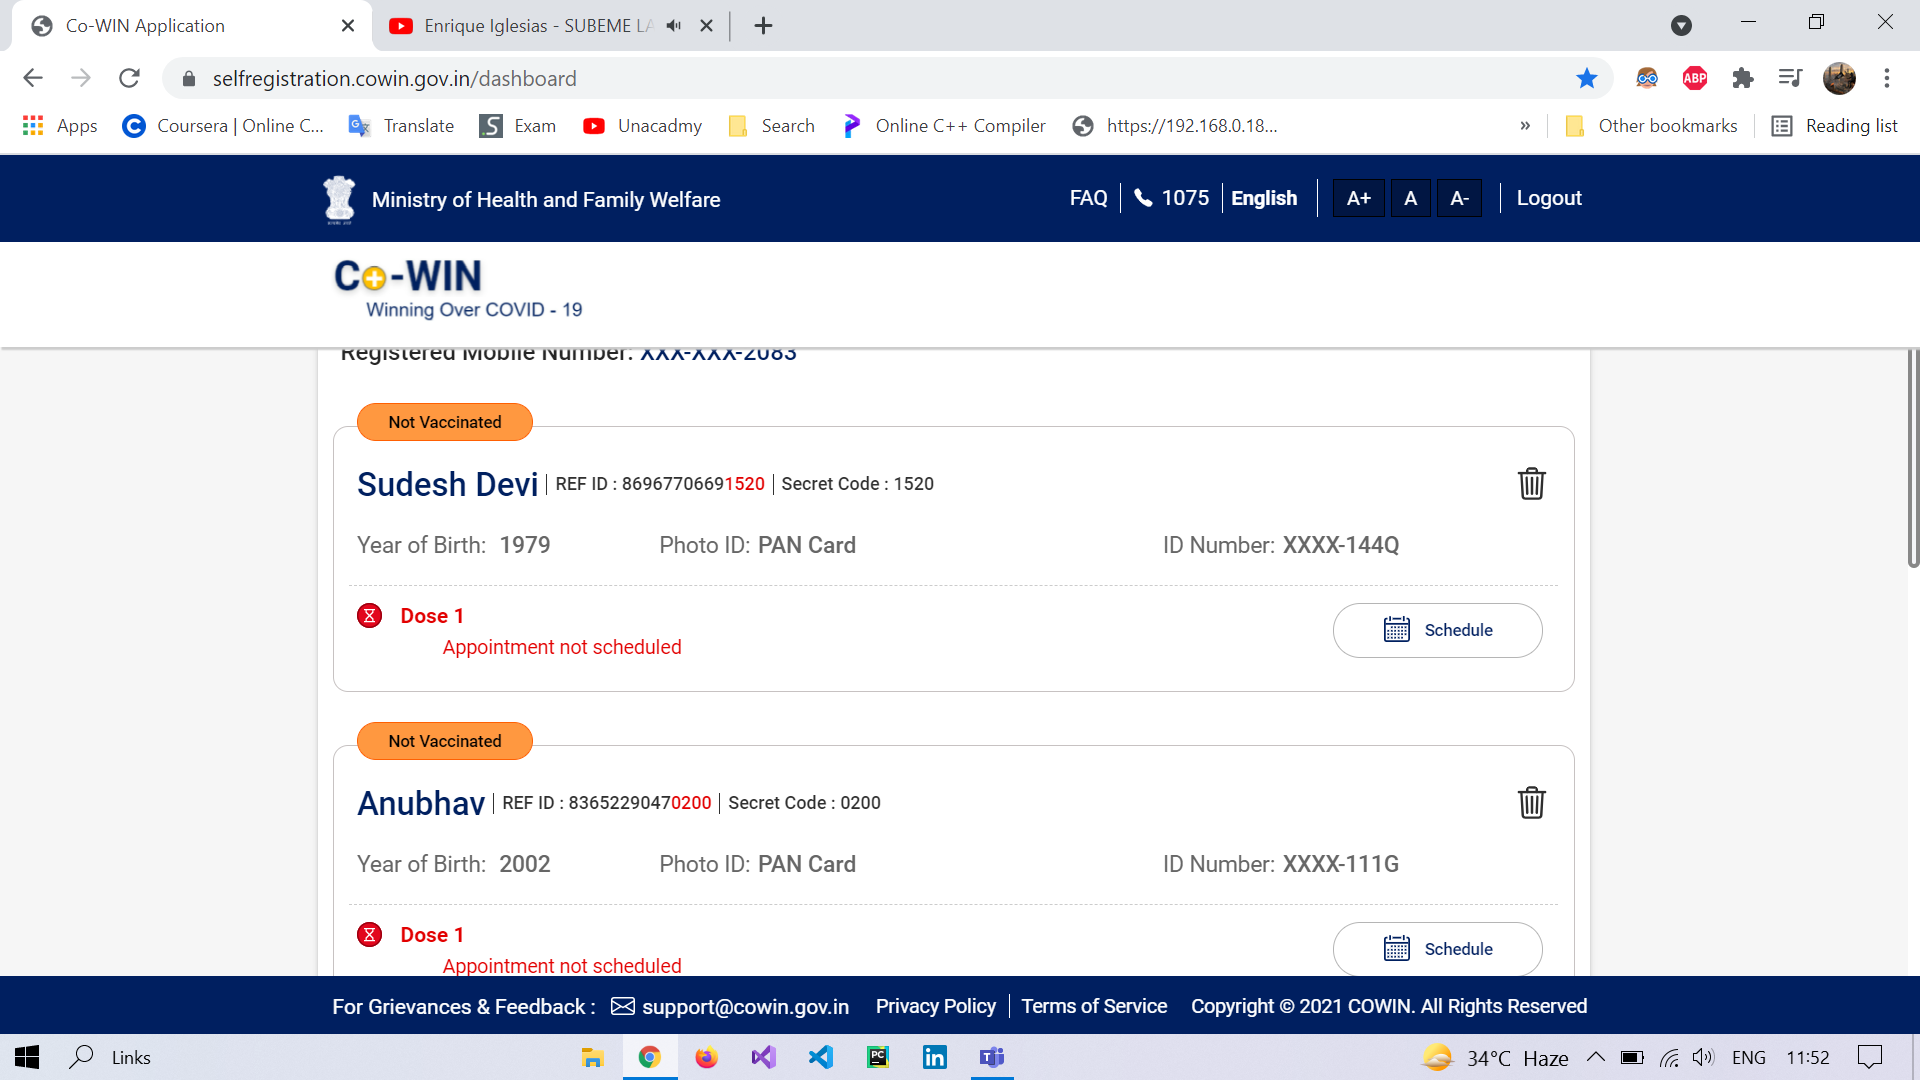 Co-WIN Application
Enrique Iglesias - SUBEME LA
selfregistration.cowin.gov.in/dashboard
ABP
Apps
Coursera | Online C...
Translate
Exam
Unacadmy
Search
Online C++ Compiler
https://192.168.0.18...
»
Other bookmarks
Reading list
Ministry of Health and Family Welfare
FAQ
1075
English
A+
A
A-
Logout
Co-WIN
Winning Over COVID - 19
Registered Mobile Number: XXX-XXX-2083
Not Vaccinated
Sudesh Devi | REF ID : 86967706691520 | Secret Code : 1520
Year of Birth: 1979
Photo ID: PAN Card
ID Number: XXXX-144Q
Dose 1
Appointment not scheduled
Schedule
Not Vaccinated
Anubhav | REF ID : 83652290470200 | Secret Code : 0200
Year of Birth: 2002
Photo ID: PAN Card
ID Number: XXXX-111G
Dose 1
Appointment not scheduled
Schedule
For Grievances & Feedback : support@cowin.gov.in
Privacy Policy | Terms of Service
Copyright © 2021 COWIN. All Rights Reserved
Links
PC
in
34°C Haze
ENG
11:52